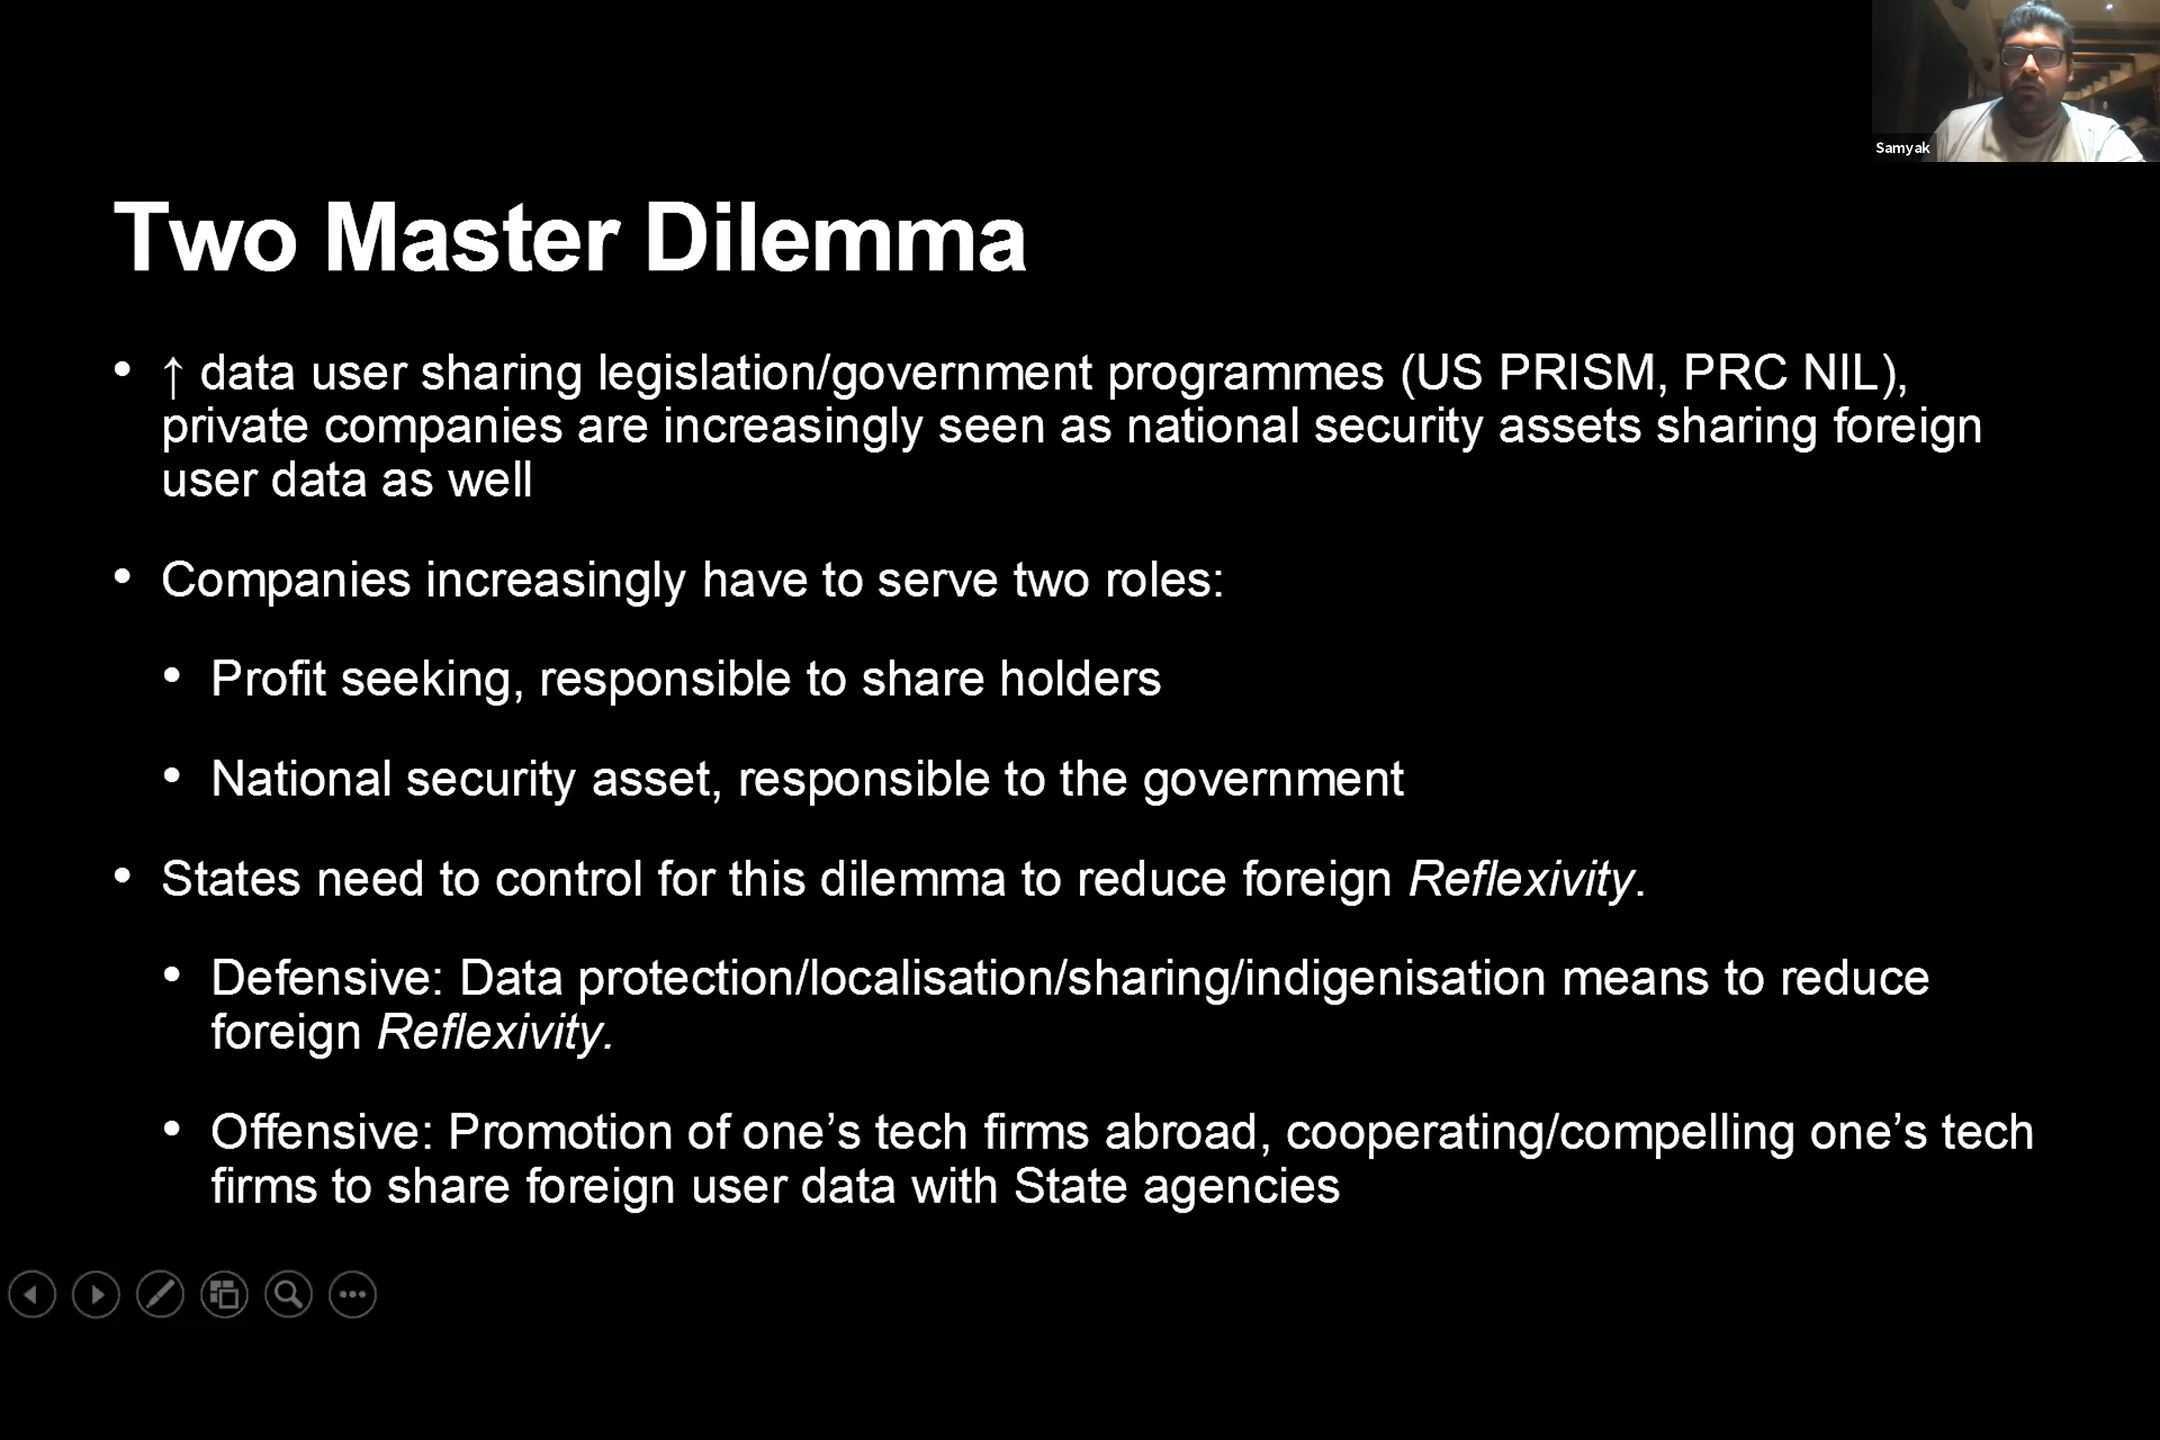 Samyak
Two Master Dilemma
• ↑ data user sharing legislation/government programmes (US PRISM, PRC NIL),
private companies are increasingly seen as national security assets sharing foreign
user data as well
• Companies increasingly have to serve two roles:
• Profit seeking, responsible to share holders
• National security asset, responsible to the government
• States need to control for this dilemma to reduce foreign Reflexivity.
• Defensive: Data protection/localisation/sharing/indigenisation means to reduce
foreign Reflexivity.
• Offensive: Promotion of one’s tech firms abroad, cooperating/compelling one’s tech
firms to share foreign user data with State agencies